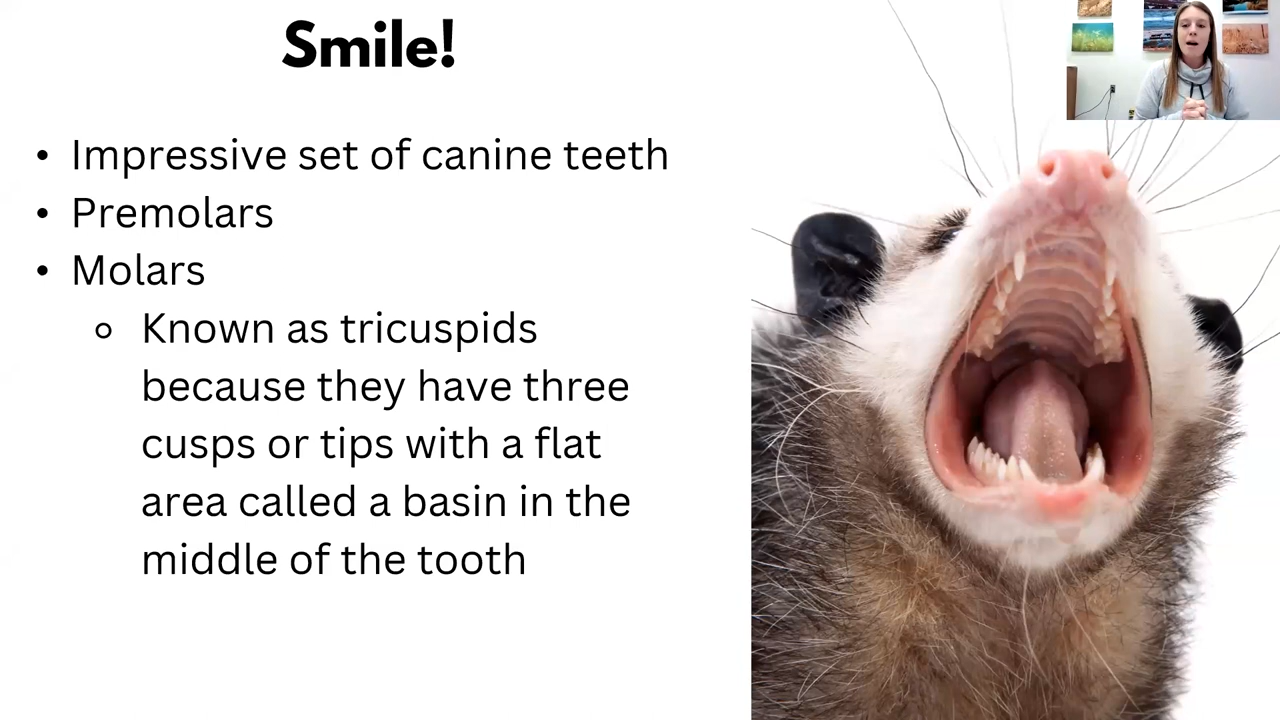 Smile!
• Impressive set of canine teeth
• Premolars
• Molars
○ Known as tricuspids
because they have three
cusps or tips with a flat
area called a basin in the
middle of the tooth